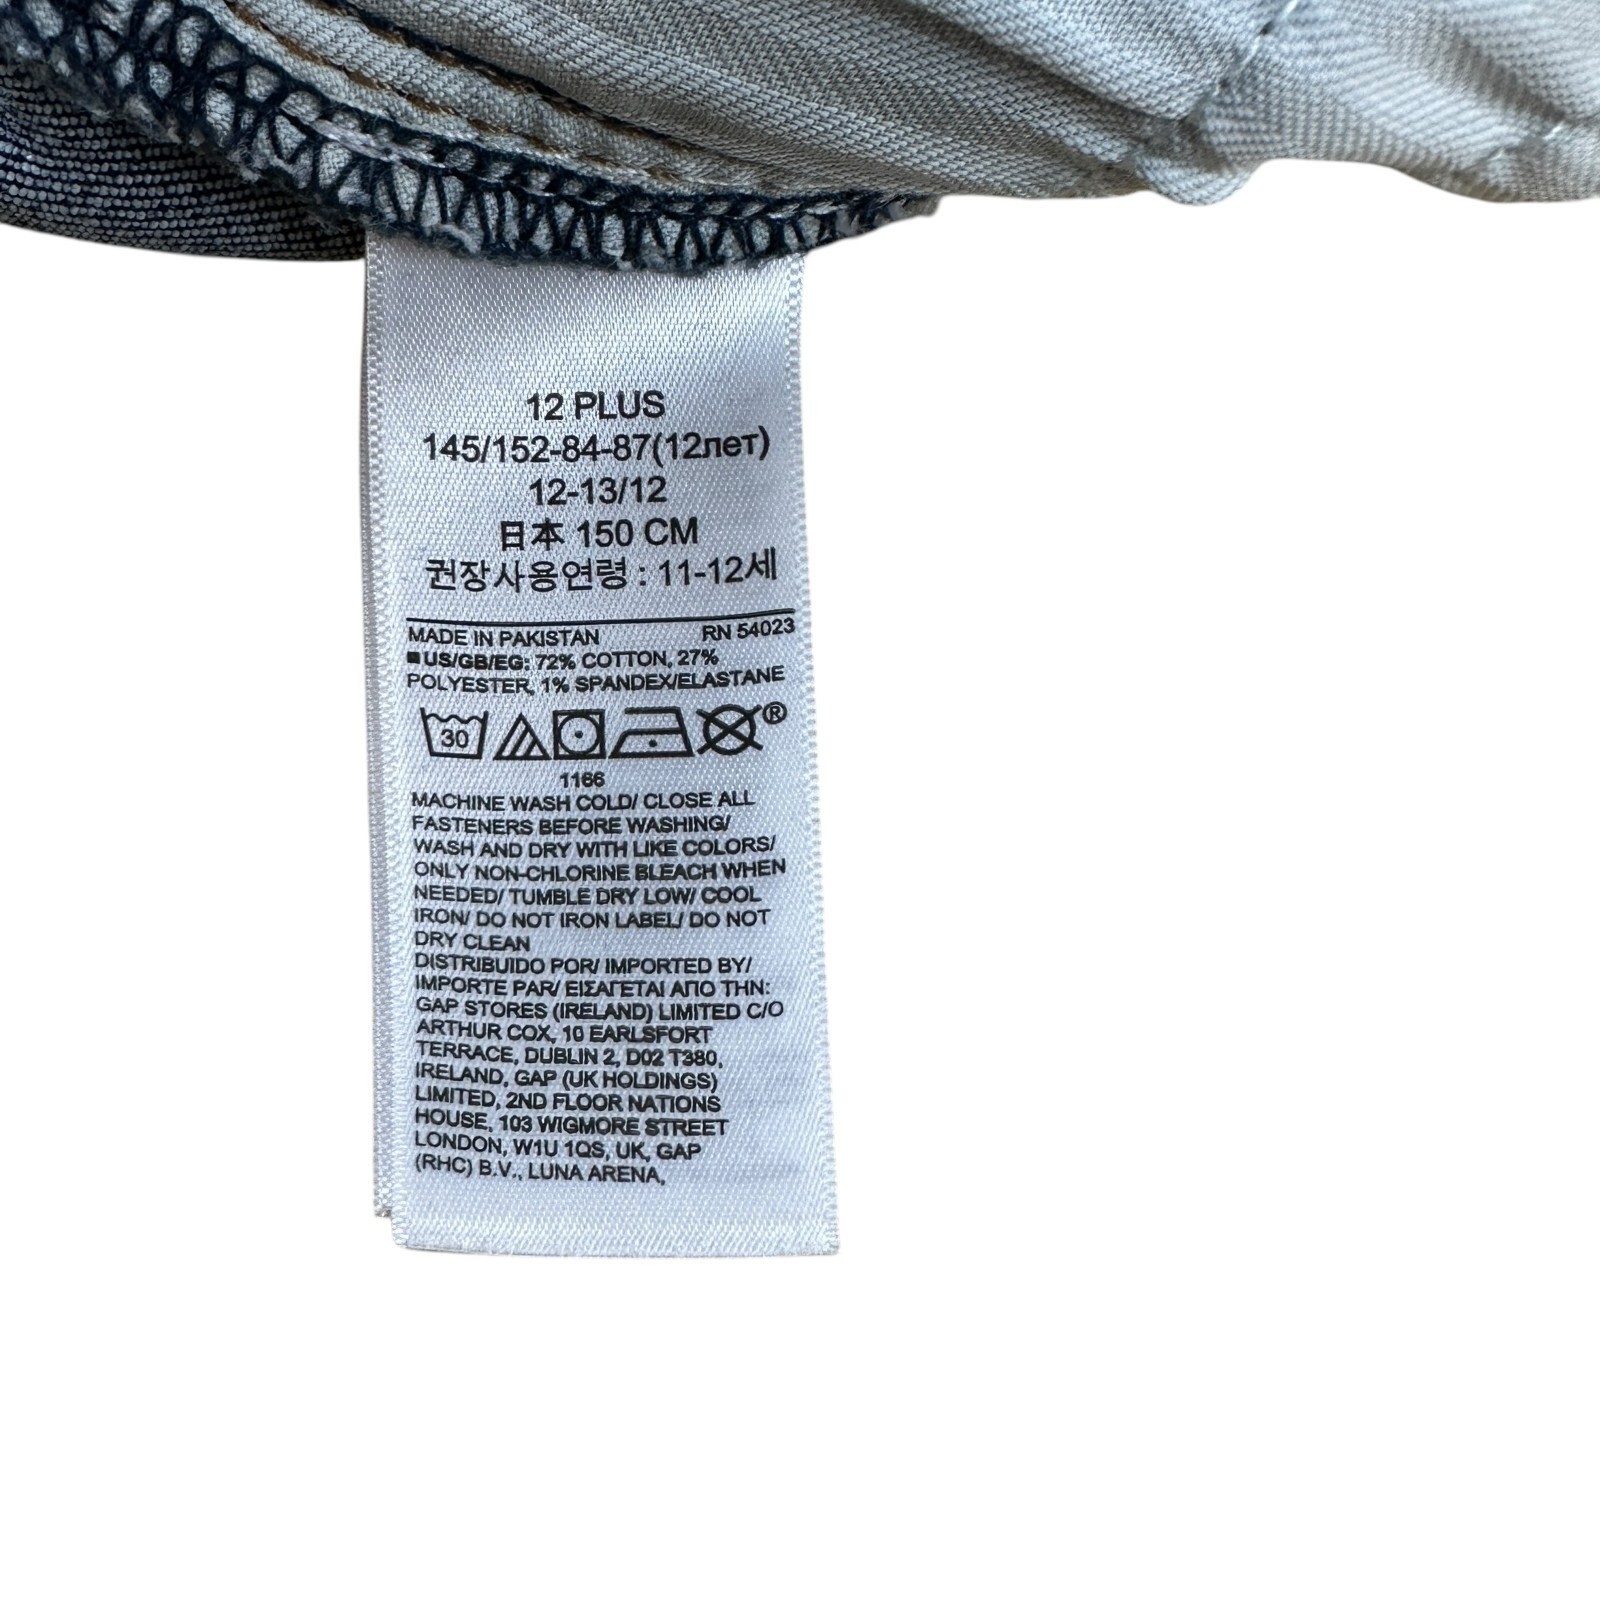 12 PLUS
145/152-84-87(12лет)
12-13/12
日本 150 CM
권장사용연령 : 11-12세
MADE IN PAKISTAN RN 54023
US/GB/EG: 72% COTTON, 27%
POLYESTER, 1% SPANDEX/ELASTANE
30 ®
1166
MACHINE WASH COLD/ CLOSE ALL
FASTENERS BEFORE WASHING/
WASH AND DRY WITH LIKE COLORS/
ONLY NON-CHLORINE BLEACH WHEN
NEEDED/ TUMBLE DRY LOW/ COOL
IRON/ DO NOT IRON LABEL/ DO NOT
DRY CLEAN
DISTRIBUIDO POR/ IMPORTED BY/
IMPORTE PAR/ ΕΙΣΑΓΕΤΑΙ ΑΠΟ ΤΗΝ:
GAP STORES (IRELAND) LIMITED C/O
ARTHUR COX, 10 EARLSFORT
TERRACE, DUBLIN 2, D02 T380,
IRELAND, GAP (UK HOLDINGS)
LIMITED, 2ND FLOOR NATIONS
HOUSE, 103 WIGMORE STREET
LONDON, W1U 1QS, UK, GAP
(RHC) B.V., LUNA ARENA,